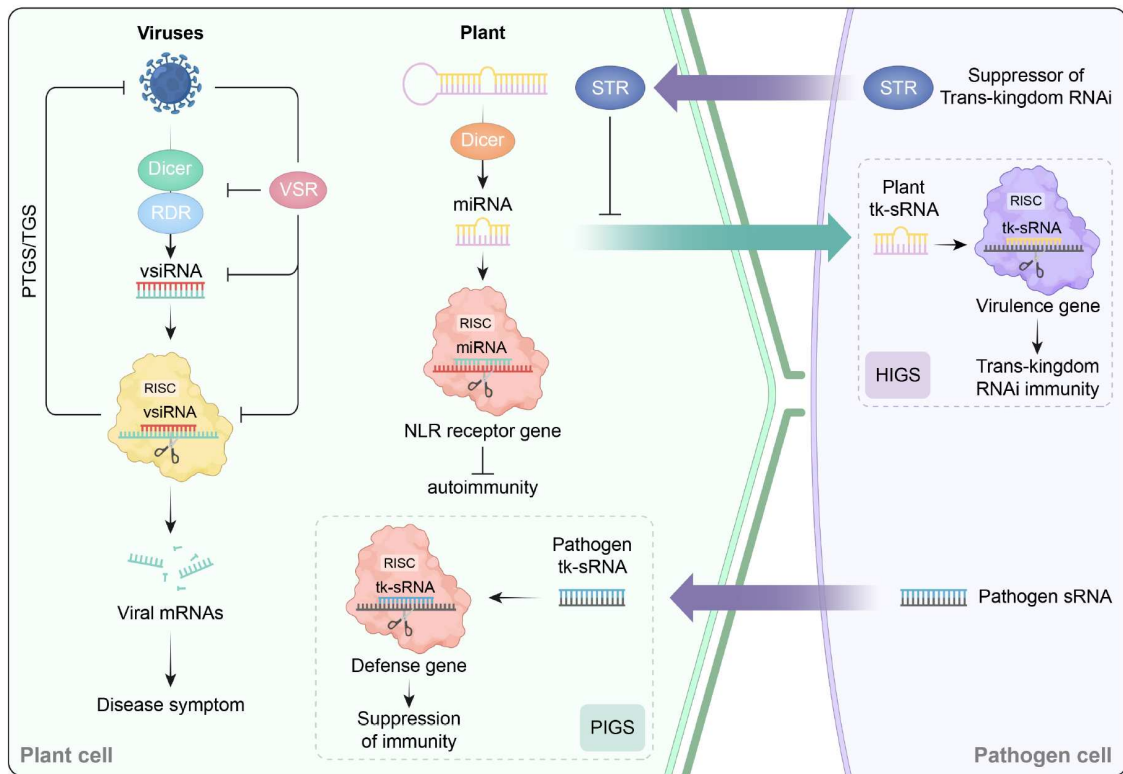 Viruses
Dicer
RDR
VSR
vsiRNA
PTGS/TGS
RISC
vsiRNA
Viral mRNAs
Disease symptom
Plant
Dicer
miRNA
RISC
miRNA
NLR receptor gene
autoimmunity
STR
STR
Suppressor of
Trans-kingdom RNAi
Plant
tk-sRNA
RISC
tk-sRNA
Virulence gene
Trans-kingdom
RNAi immunity
HIGS
Pathogen sRNA
Pathogen
tk-sRNA
RISC
tk-sRNA
Defense gene
Suppression
of immunity
PIGS
Plant cell
Pathogen cell